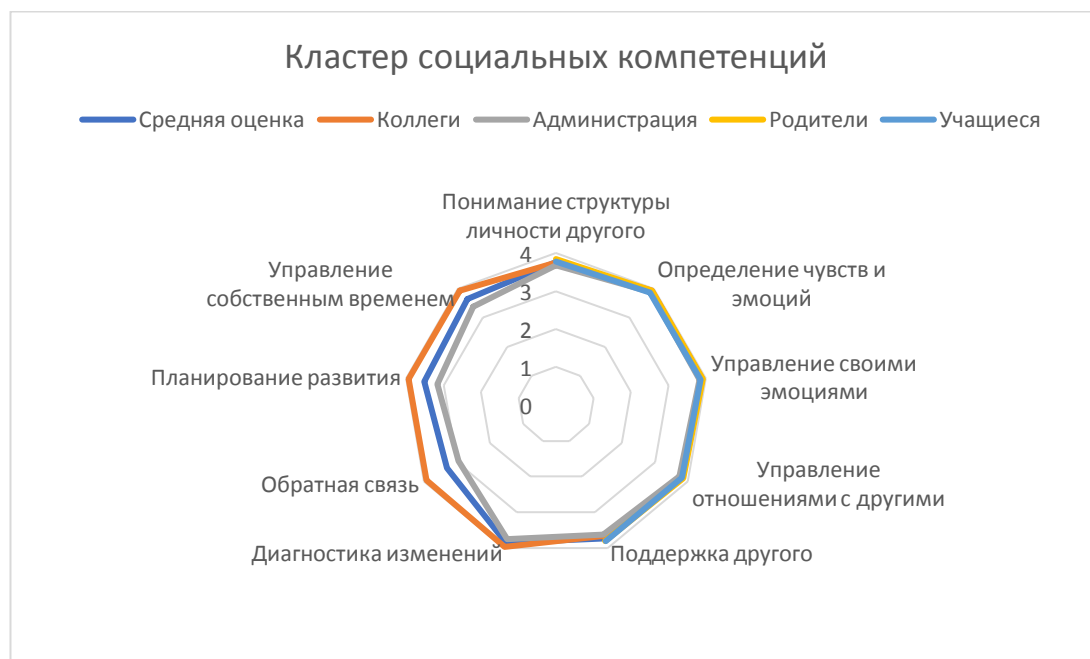 Кластер социальных компетенций
Средняя оценка
Коллеги
Администрация
Родители
Учащиеся
Понимание структуры
личности другого
Определение чувств и
эмоций
Управление своими
эмоциями
Управление
отношениями с другими
Поддержка другого
Диагностика изменений
Обратная связь
Планирование развития
Управление
собственным временем
4
3
2
1
0